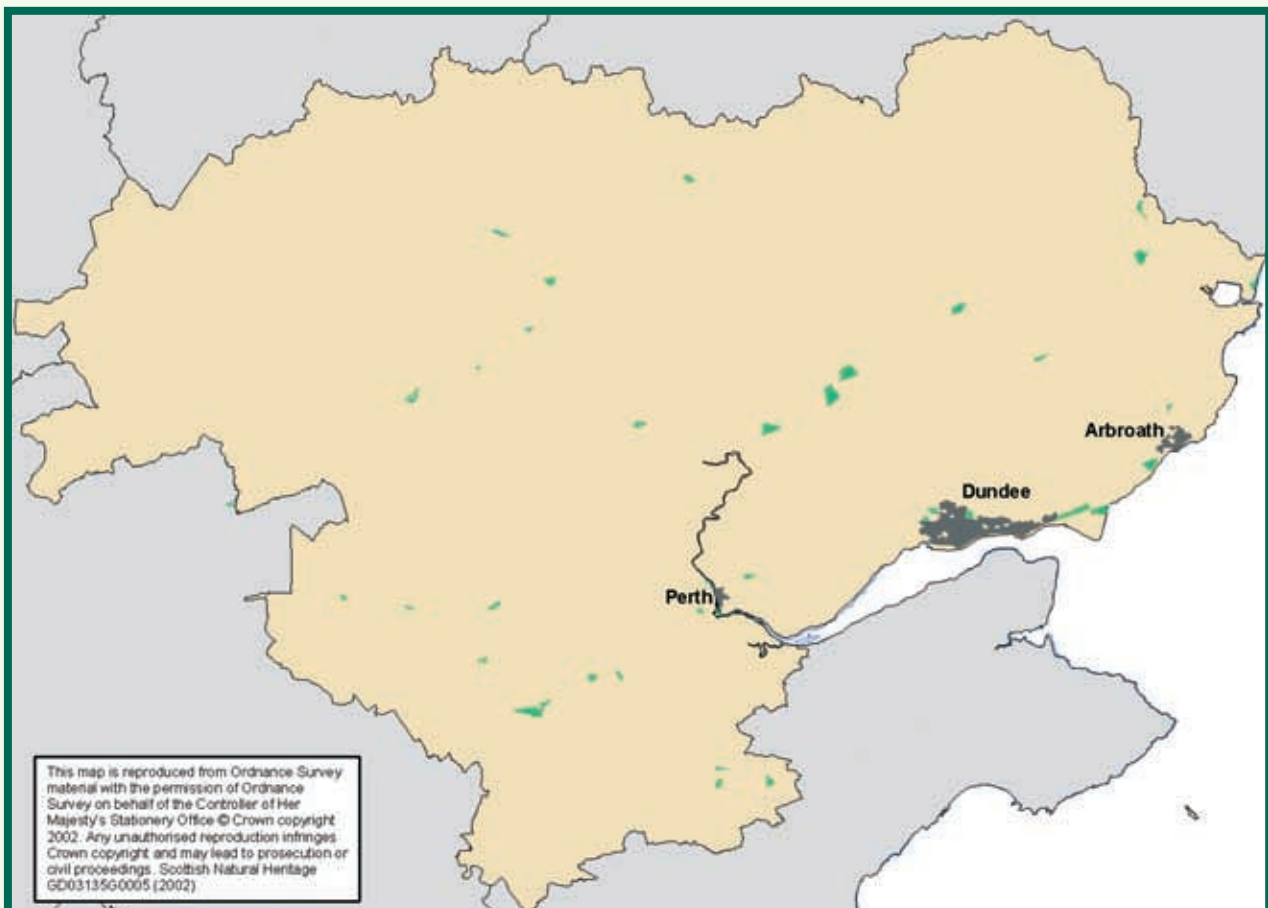 Arbroath
Dundee
Perth
This map is reproduced from Ordnance Survey
material with the permission of Ordnance
Survey on behalf of the Controller of Her
Majesty's Stationery Office © Crown copyright
2002. Any unauthorised reproduction infringes
Crown copyright and may lead to prosecution or
civil proceedings. Scottish Natural Heritage
GD03135G0005 (2002)